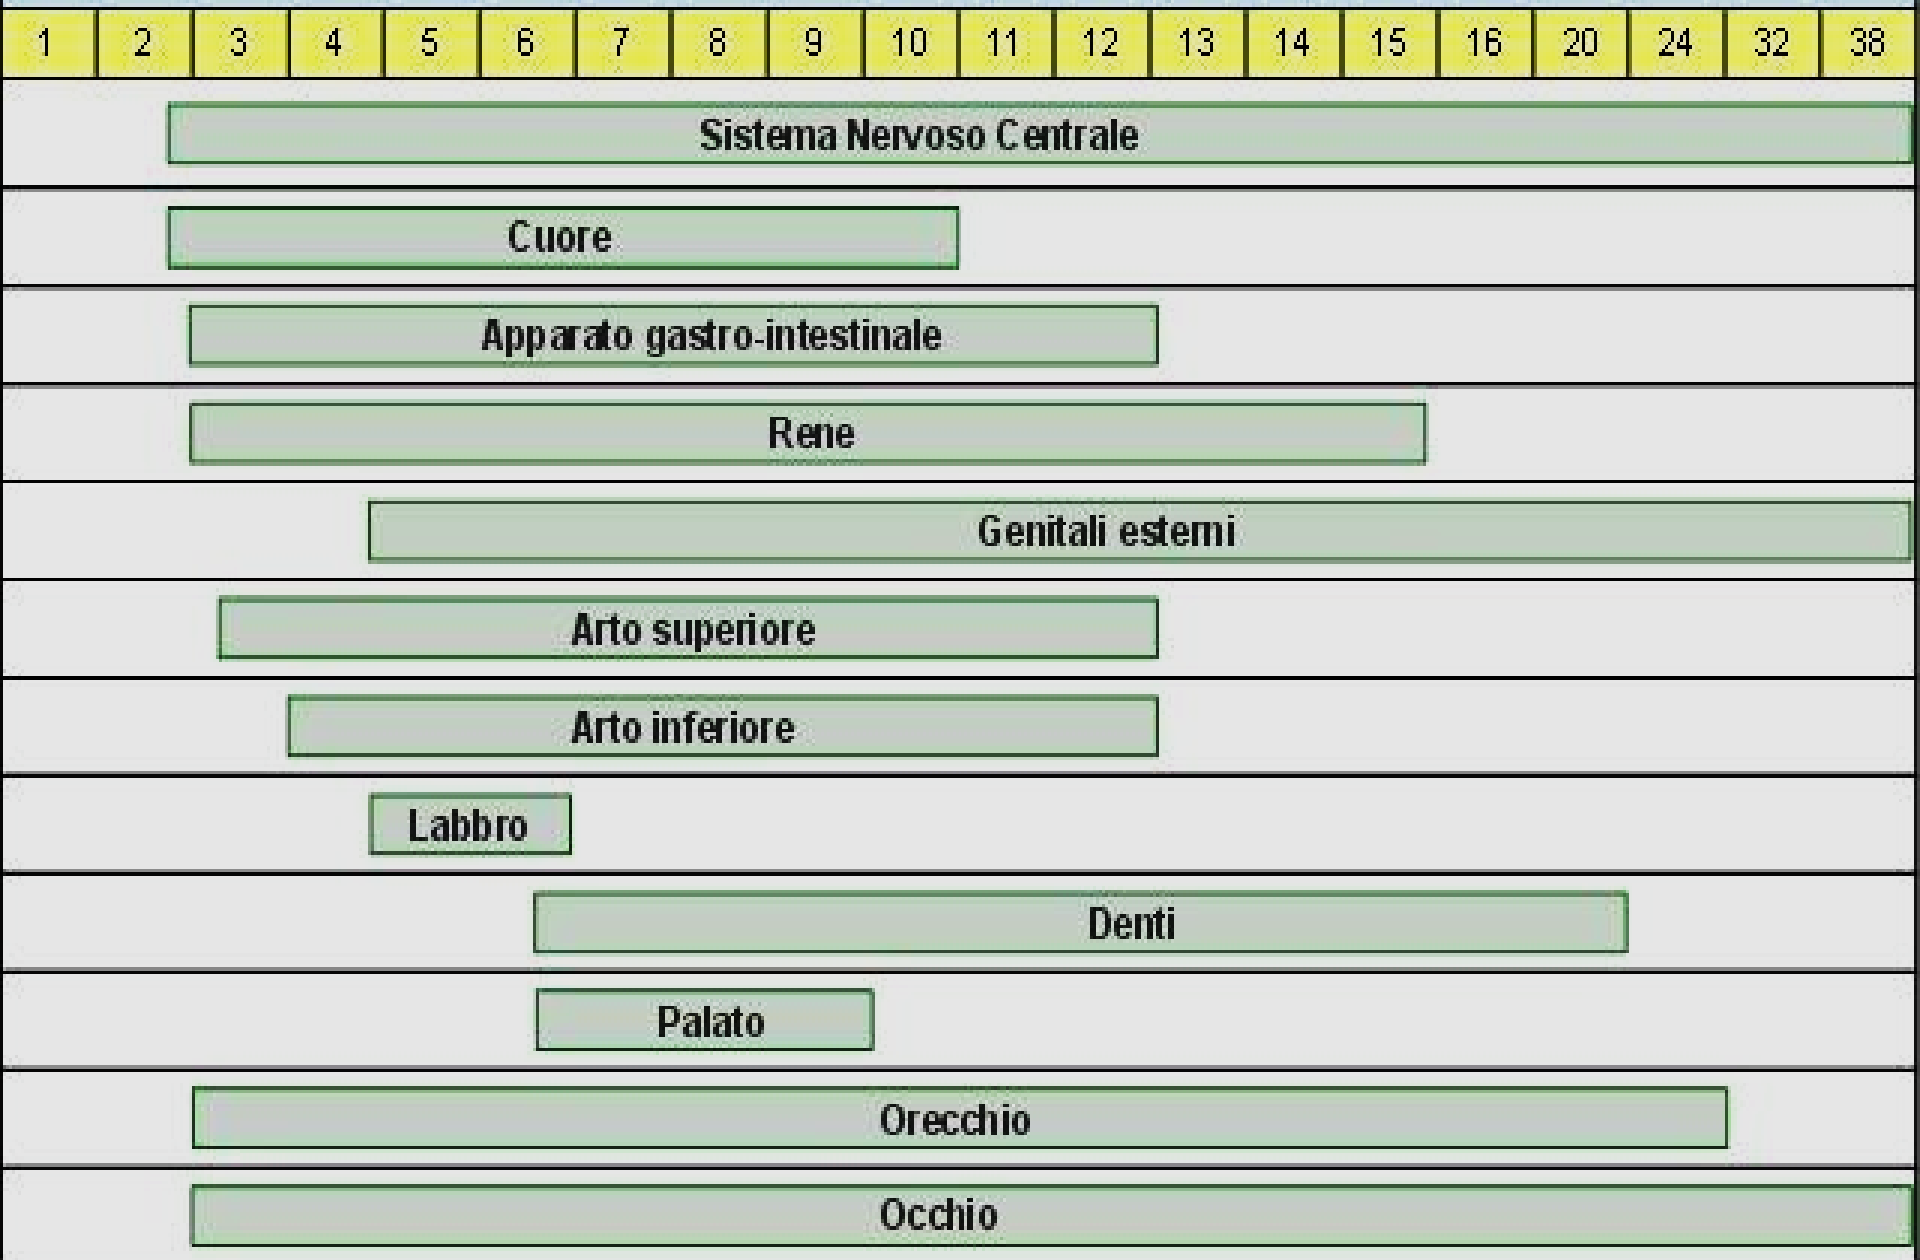 1 2 3 4 5 6 7 8 9 10 11 12 13 14 15 16 20 24 32 38
Sistema Nervoso Centrale
Cuore
Apparato gastro-intestinale
Rene
Genitali esterni
Arto superiore
Arto inferiore
Labbro
Denti
Palato
Orecchio
Occhio